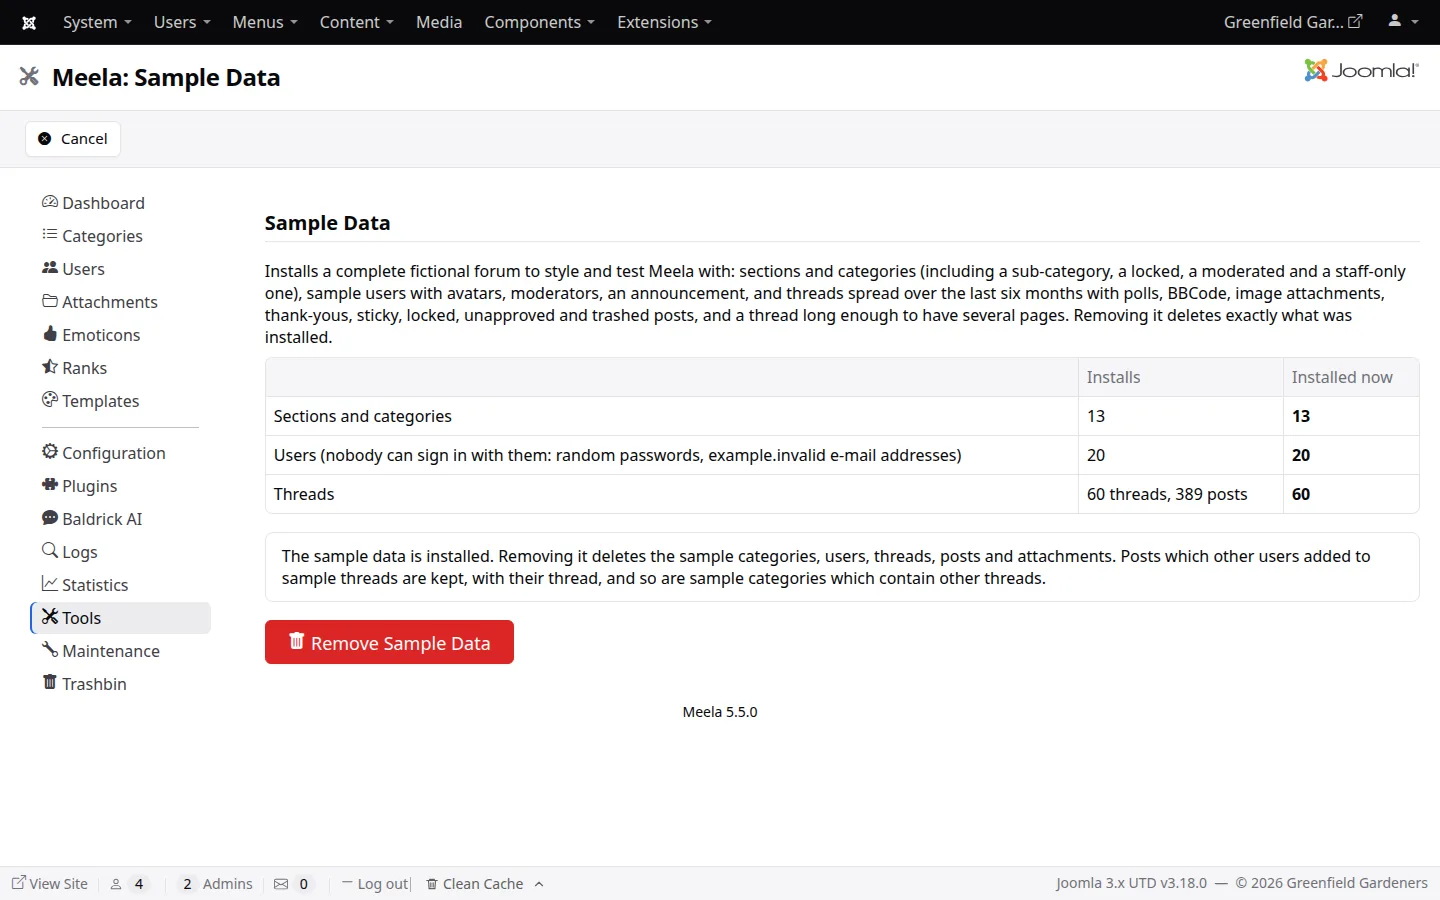 System Users Menus Content Media Components Extensions Greenfield Gar...
Meela: Sample Data
Joomla!®
Cancel
Dashboard
Categories
Users
Attachments
Emoticons
Ranks
Templates
Configuration
Plugins
Baldrick AI
Logs
Statistics
Tools
Maintenance
Trashbin
Sample Data
Installs a complete fictional forum to style and test Meela with: sections and categories (including a sub-category, a locked, a moderated and a staff-only
one), sample users with avatars, moderators, an announcement, and threads spread over the last six months with polls, BBCode, image attachments,
thank-yous, sticky, locked, unapproved and trashed posts, and a thread long enough to have several pages. Removing it deletes exactly what was
installed.
Installs Installed now
Sections and categories 13 13
Users (nobody can sign in with them: random passwords, example.invalid e-mail addresses) 20 20
Threads 60 threads, 389 posts 60
The sample data is installed. Removing it deletes the sample categories, users, threads, posts and attachments. Posts which other users added to
sample threads are kept, with their thread, and so are sample categories which contain other threads.
Remove Sample Data
Meela 5.5.0
View Site 4 2 Admins 0 Log out Clean Cache Joomla 3.x UTD v3.18.0 — © 2026 Greenfield Gardeners